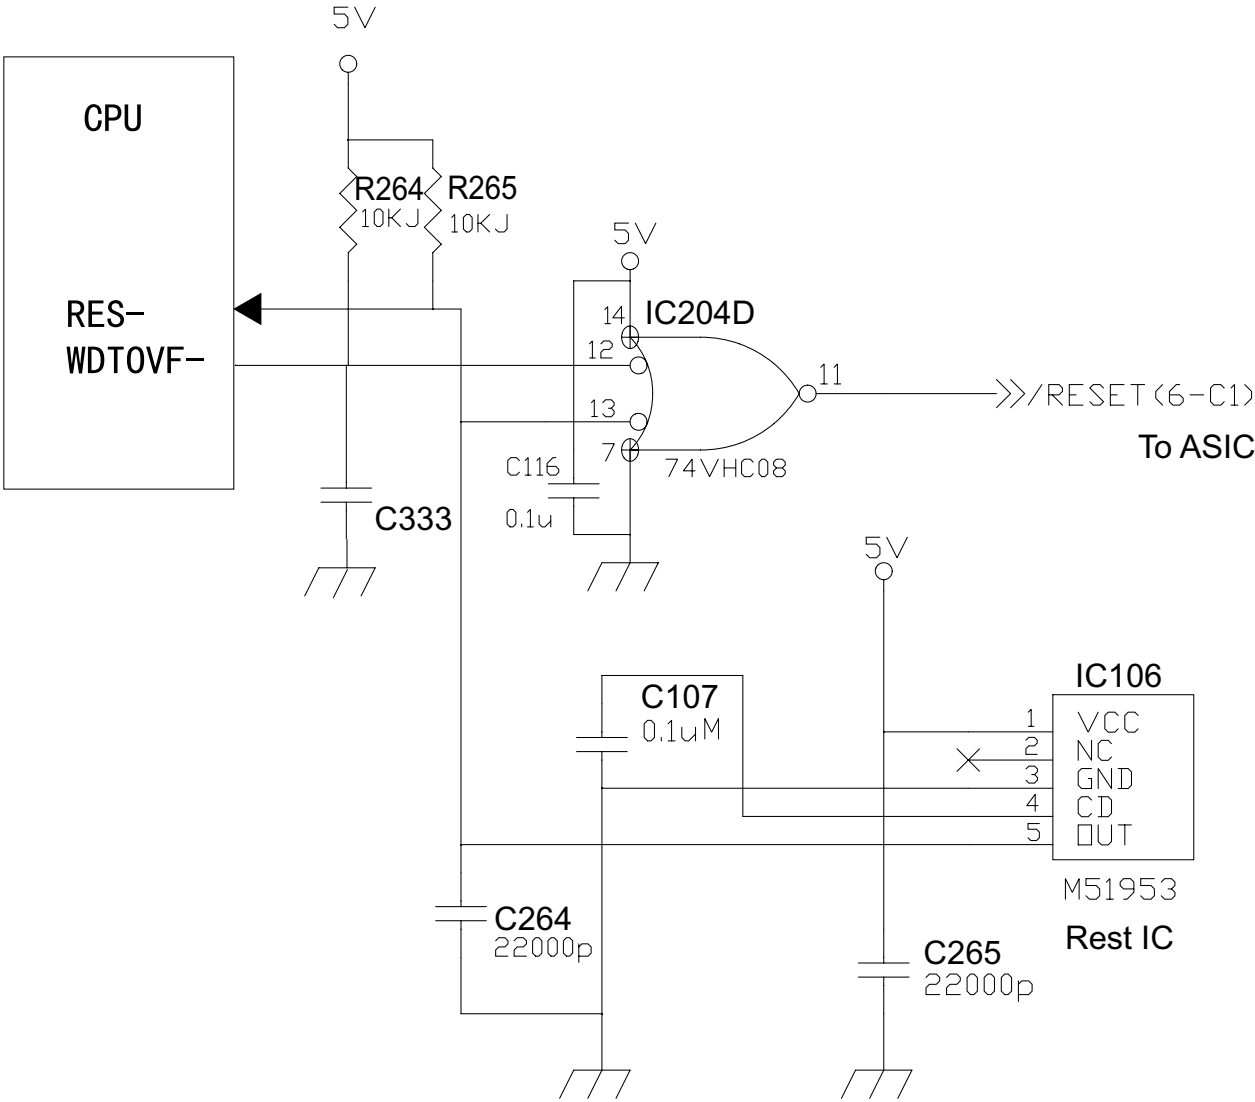 5V
CPU
R264
10KJ
R265
10KJ
5V
RES-
WDTOVF-
14
IC204D
12
13
7
11
/RESET(6-C1)
To ASIC
C116
0.1u
74VHC08
C333
5V
IC106
C107
0.1uM
1
VCC
2
NC
3
GND
4
CD
5
OUT
M51953
Rest IC
C264
22000p
C265
22000p